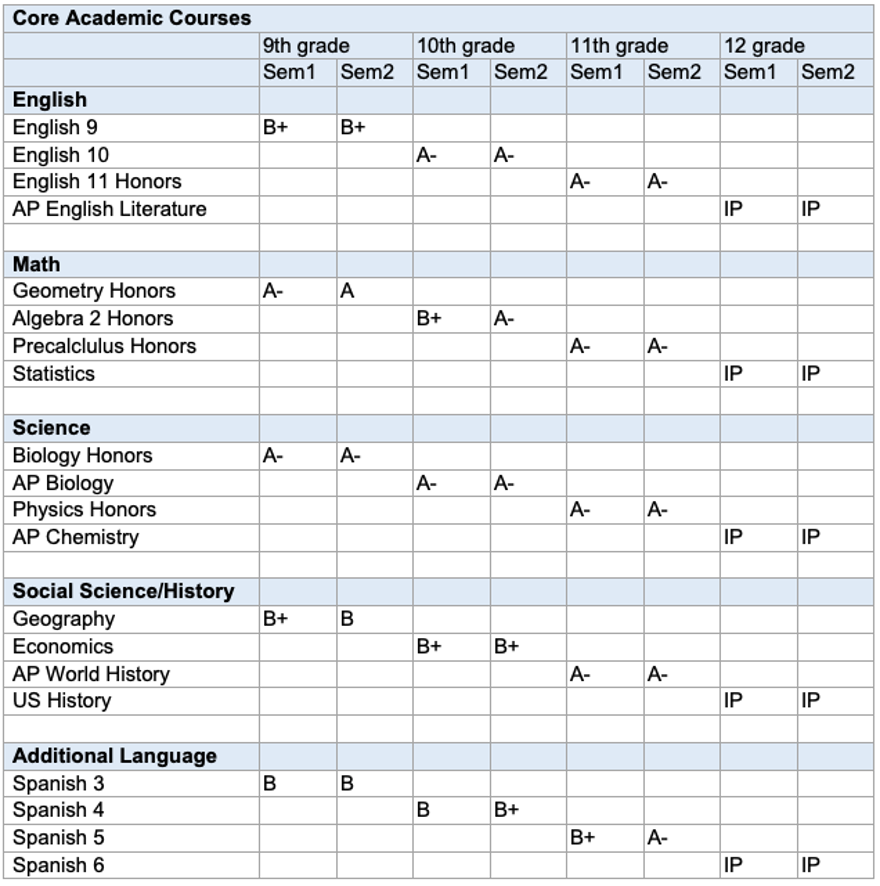 Core Academic Courses
9th grade 10th grade 11th grade 12 grade
Sem1 Sem2 Sem1 Sem2 Sem1 Sem2 Sem1 Sem2
English
English 9 B+ B+
English 10 A- A-
English 11 Honors A- A-
AP English Literature IP IP
Math
Geometry Honors A- A
Algebra 2 Honors B+ A-
Precalclulus Honors A- A-
Statistics IP IP
Science
Biology Honors A- A-
AP Biology A- A-
Physics Honors A- A-
AP Chemistry IP IP
Social Science/History
Geography B+ B
Economics B+ B+
AP World History A- A-
US History IP IP
Additional Language
Spanish 3 B B
Spanish 4 B B+
Spanish 5 B+ A-
Spanish 6 IP IP